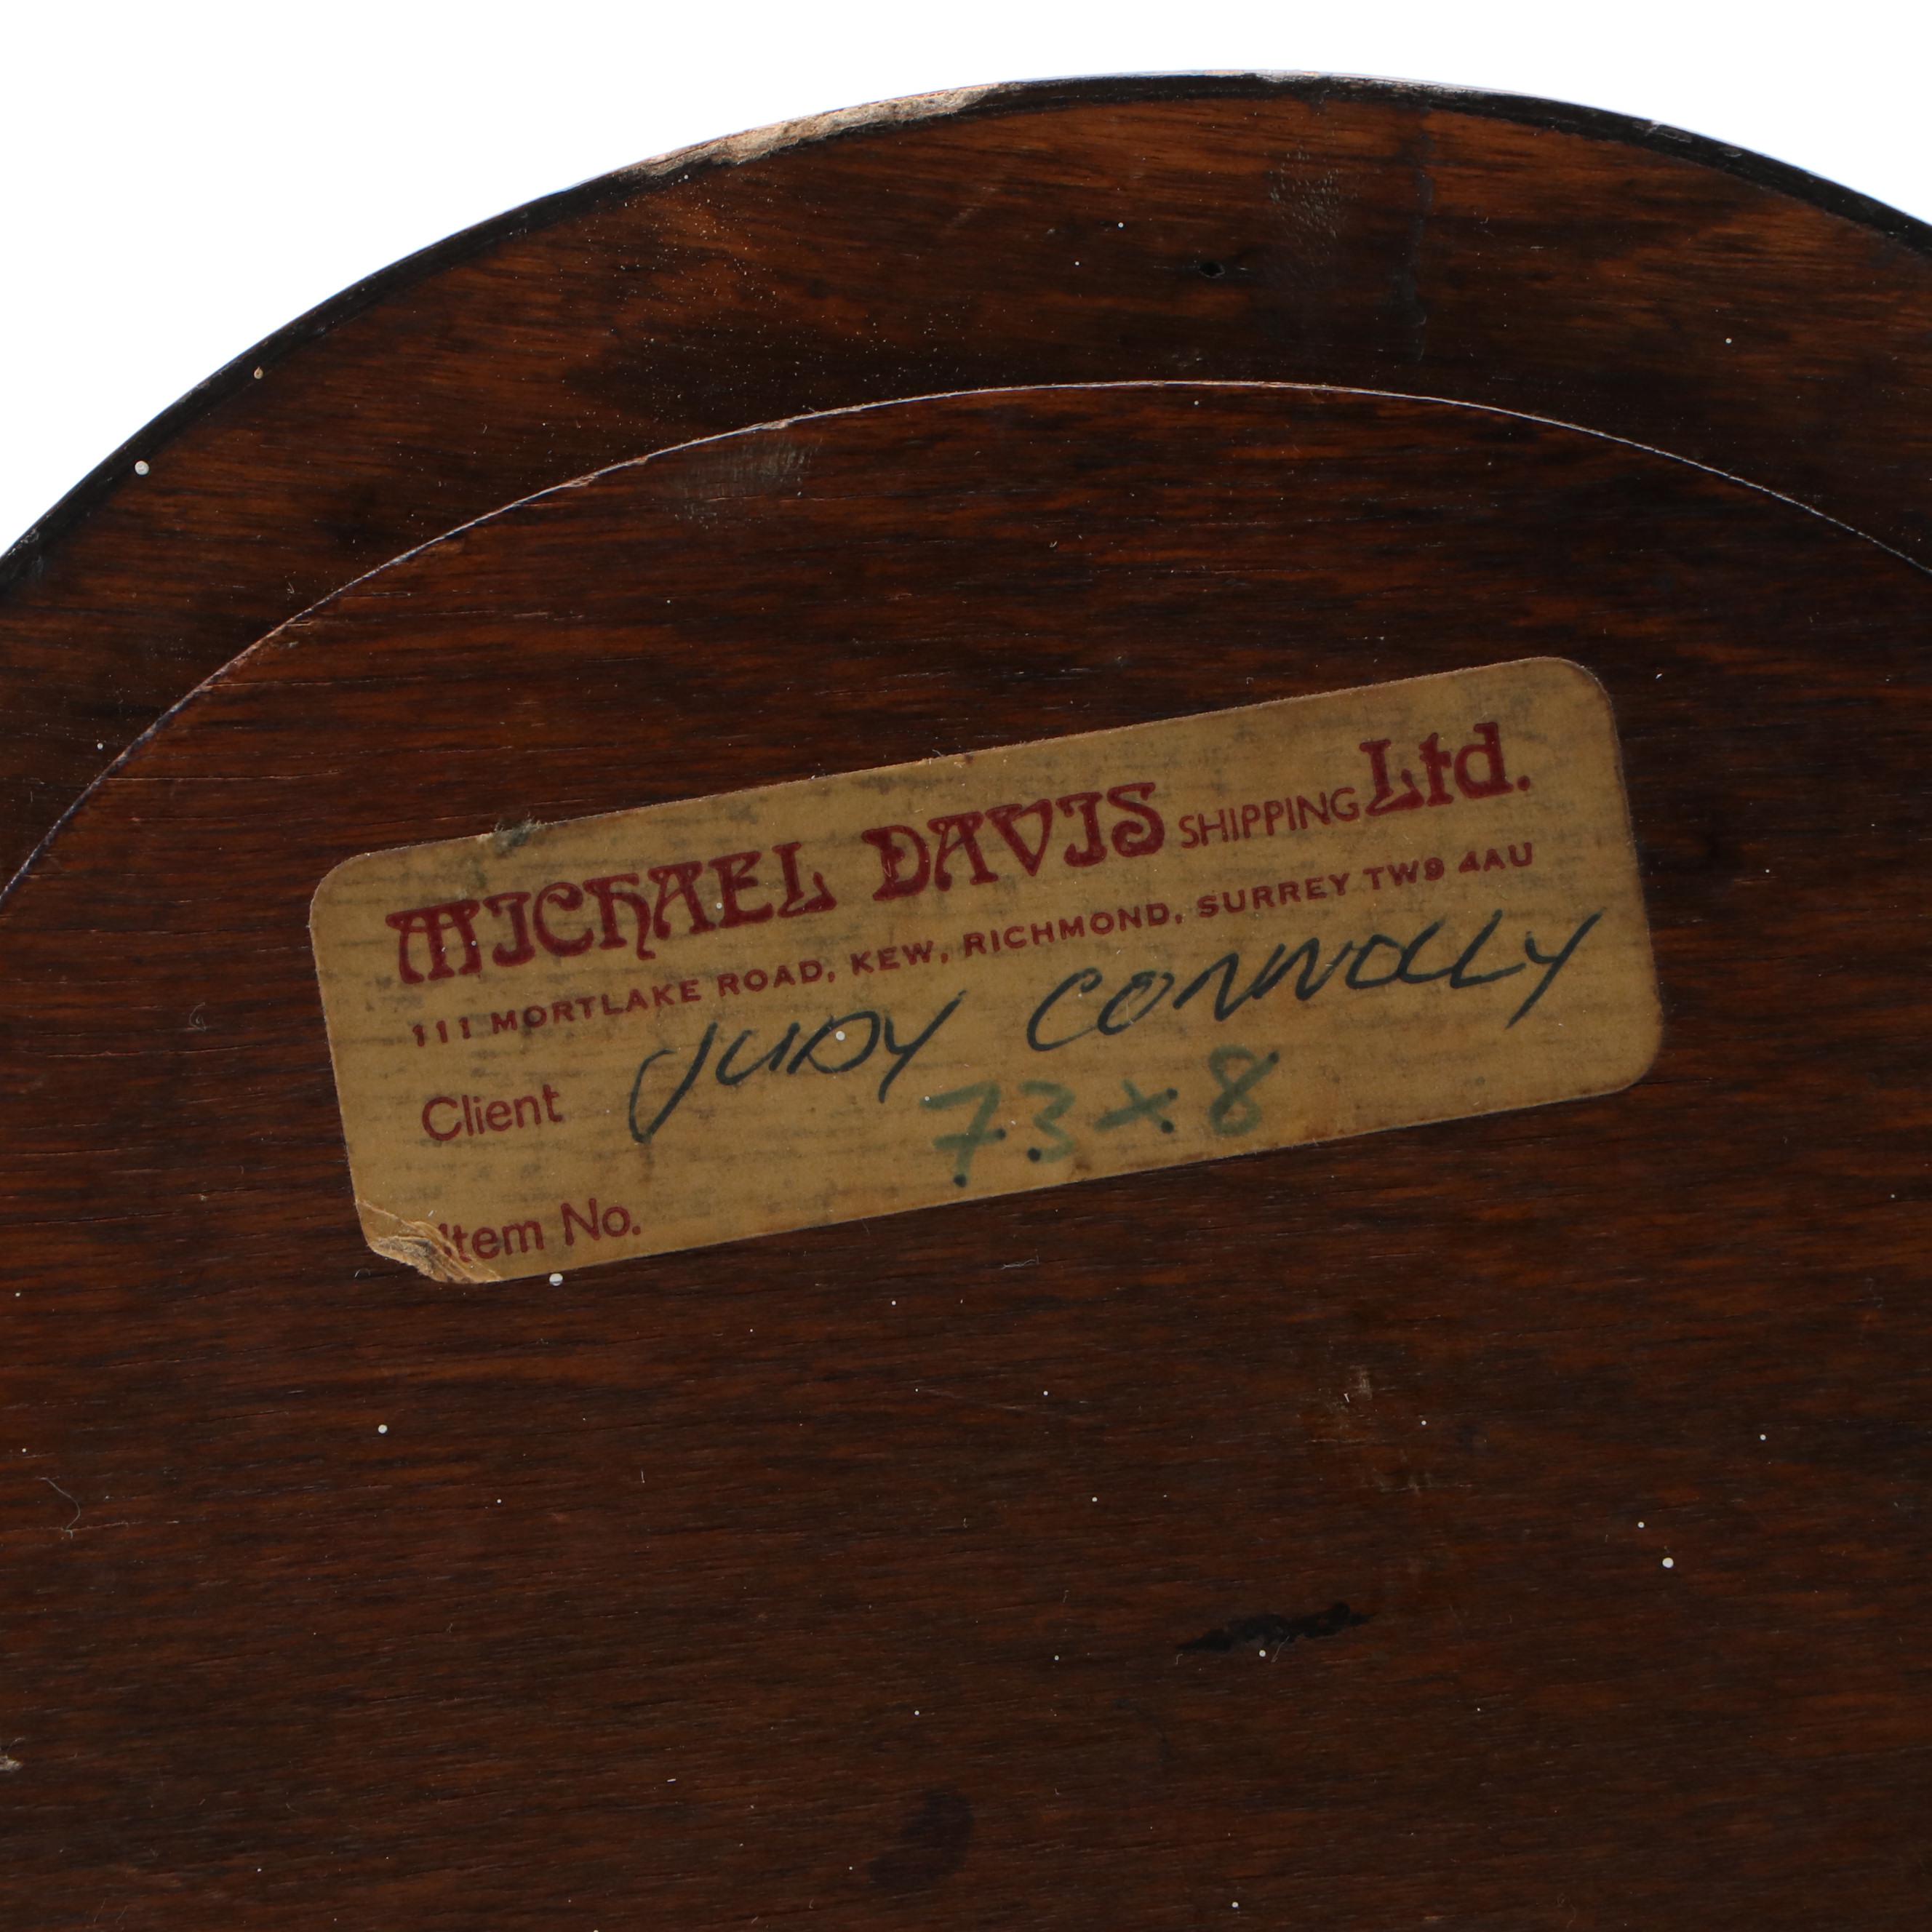 MICHAEL DAVIS SHIPPING Ltd.
111 MORTLAKE ROAD, KEW, RICHMOND, SURREY TW9 4AU
Client JUDY CONNOLLY
73 x 8
Item No.